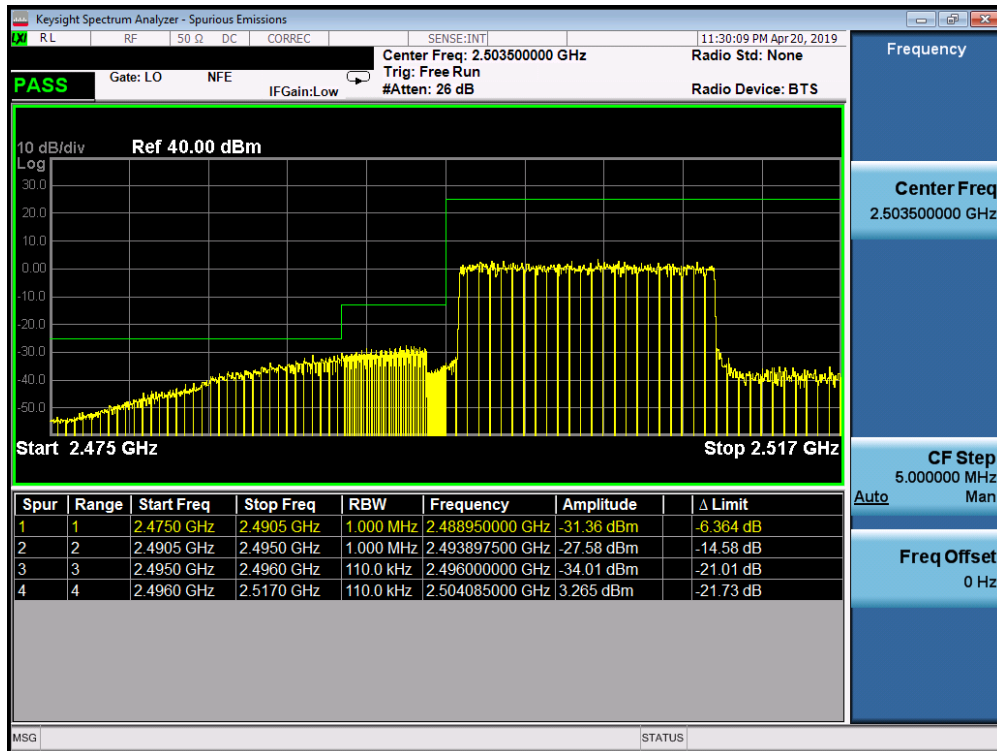 Keysight Spectrum Analyzer - Spurious Emissions
LXI RL RF 50 Ω DC CORREC SENSE:INT 11:30:09 PM Apr 20, 2019
Center Freq: 2.503500000 GHz Radio Std: None
PASS Gate: LO NFE Trig: Free Run
IFGain:Low #Atten: 26 dB Radio Device: BTS
10 dB/div Ref 40.00 dBm
Log
30.0
20.0
10.0
0.00
-10.0
-20.0
-30.0
-40.0
-50.0
Start 2.475 GHz Stop 2.517 GHz
Spur Range Start Freq Stop Freq RBW Frequency Amplitude Δ Limit
1 1 2.4750 GHz 2.4905 GHz 1.000 MHz 2.488950000 GHz -31.36 dBm -6.364 dB
2 2 2.4905 GHz 2.4950 GHz 1.000 MHz 2.493897500 GHz -27.58 dBm -14.58 dB
3 3 2.4950 GHz 2.4960 GHz 110.0 kHz 2.496000000 GHz -34.01 dBm -21.01 dB
4 4 2.4960 GHz 2.5170 GHz 110.0 kHz 2.504085000 GHz 3.265 dBm -21.73 dB
MSG STATUS
Frequency
Center Freq
2.503500000 GHz
CF Step
5.000000 MHz
Auto Man
Freq Offset
0 Hz